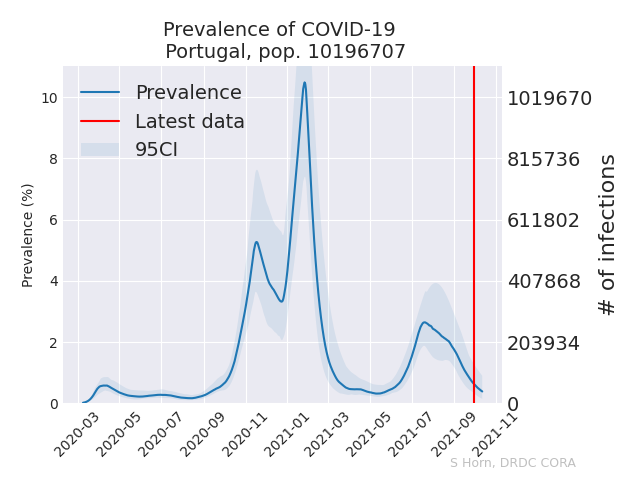 Prevalence of COVID-19
Portugal, pop. 10196707
Prevalence
Latest data
95CI
Prevalence (%)
10
8
6
4
2
0
1019670
815736
611802
407868
203934
0
# of infections
2020-03
2020-05
2020-07
2020-09
2020-11
2021-01
2021-03
2021-05
2021-07
2021-09
2021-11
S Horn, DRDC CORA